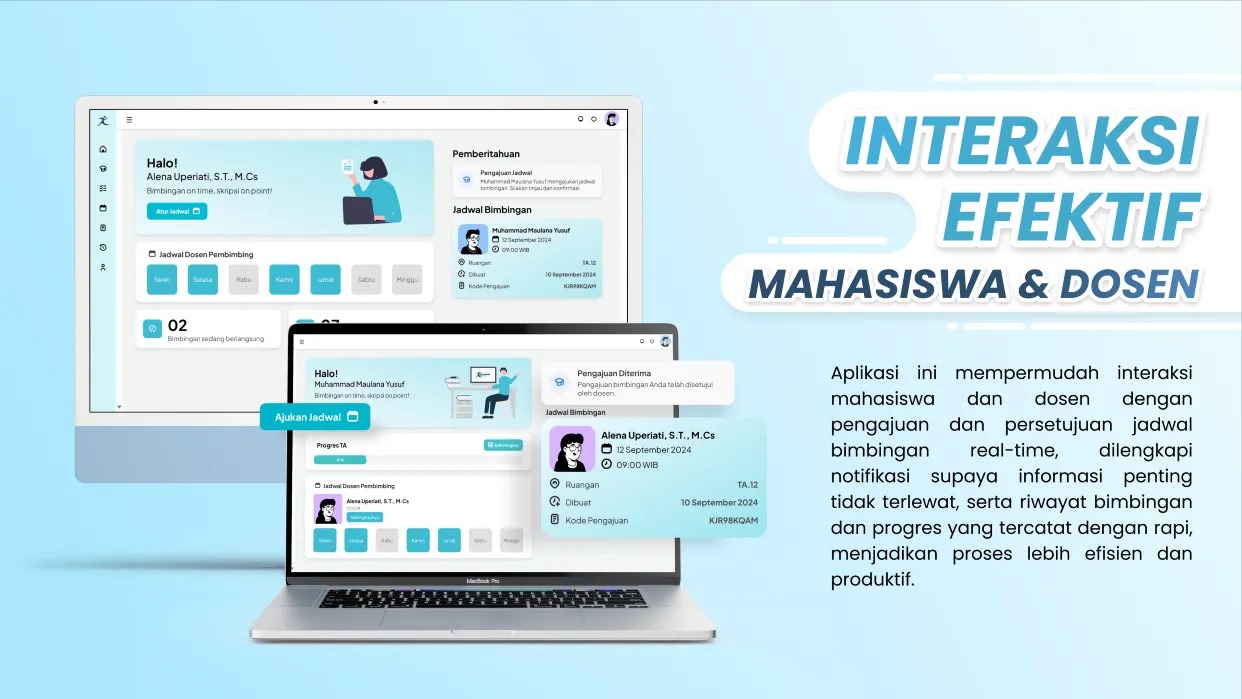 INTERAKSI
EFEKTIF
MAHASISWA & DOSEN
Aplikasi ini mempermudah interaksi
mahasiswa dan dosen dengan
pengajuan dan persetujuan jadwal
bimbingan real-time, dilengkapi
notifikasi supaya informasi penting
tidak terlewat, serta riwayat bimbingan
dan progres yang tercatat dengan rapi,
menjadikan proses lebih efisien dan
produktif.
Halo!
Alena Uperiati, S.T., M.Cs
Bimbingan on time, skripsi on point!
Atur Jadwal
Jadwal Dosen Pembimbing
Senin Selasa Rabu Kamis Jumat Sabtu Minggu
02
Bimbingan sedang berlangsung
Pemberitahuan
Pengajuan Jadwal
Muhammad Maulana Yusuf mengajukan jadwal
bimbingan. Silakan tinjau dan konfirmasi.
Jadwal Bimbingan
Muhammad Maulana Yusuf
12 September 2024
09:00 WIB
Ruangan TA.12
Dibuat 10 September 2024
Kode Pengajuan KJR98KQAM
Halo!
Muhammad Maulana Yusuf
Bimbingan on time, skripsi on point!
Ajukan Jadwal
Progres TA
Edit Progres
Jadwal Dosen Pembimbing
Alena Uperiati, S.T., M.Cs
Senin Selasa Rabu Kamis Jumat Sabtu Minggu
Pengajuan Diterima
Pengajuan bimbingan Anda telah disetujui
oleh dosen.
Jadwal Bimbingan
Alena Uperiati, S.T., M.Cs
12 September 2024
09:00 WIB
Ruangan TA.12
Dibuat 10 September 2024
Kode Pengajuan KJR98KQAM
MacBook Pro